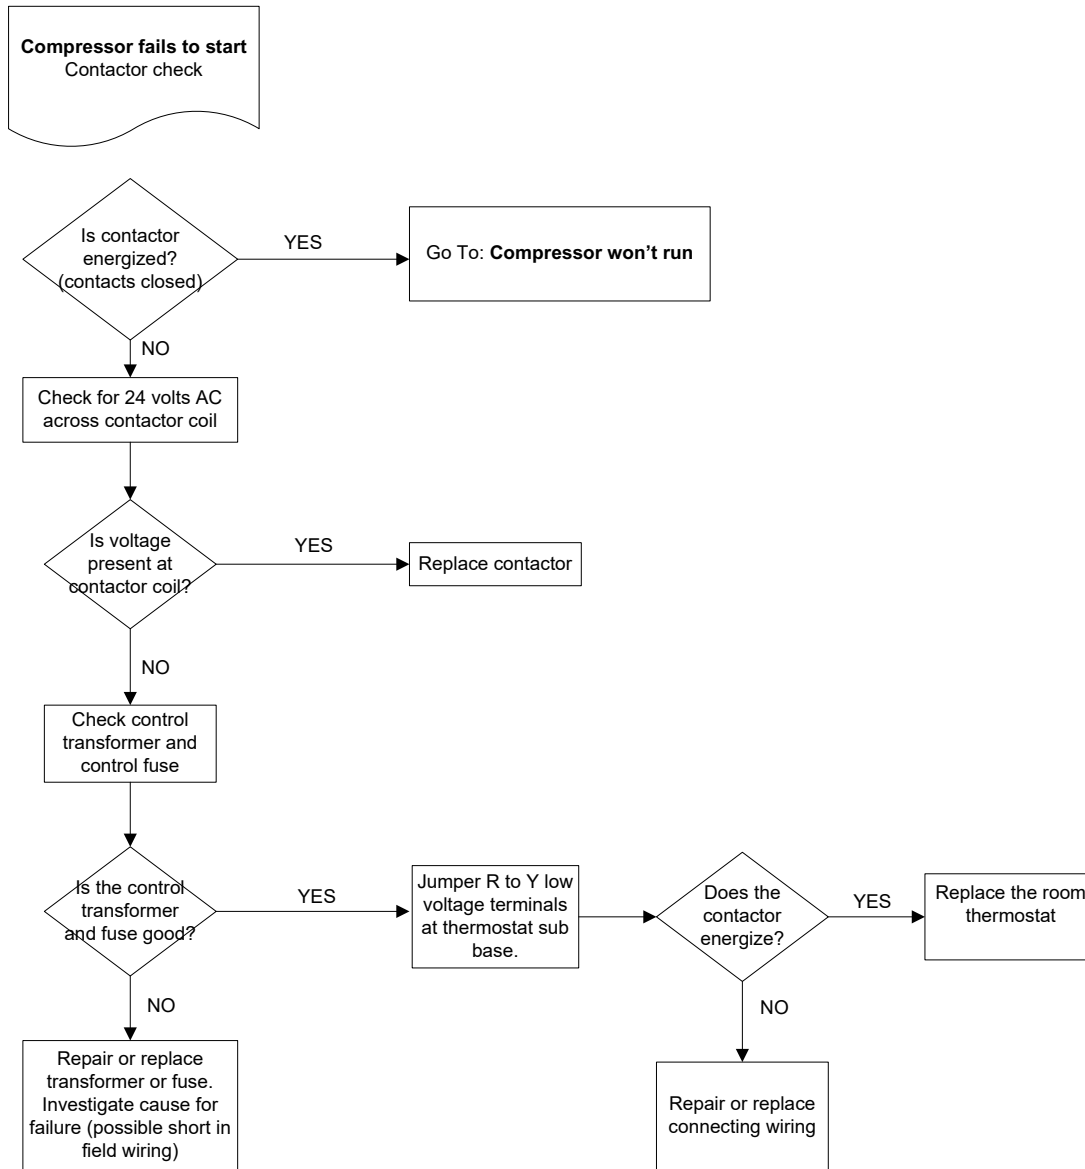 Compressor fails to start
Contactor check
Is contactor
energized?
(contacts closed)
YES
Go To: Compressor won’t run
NO
Check for 24 volts AC
across contactor coil
Is voltage
present at
contactor coil?
YES
Replace contactor
NO
Check control
transformer and
control fuse
Is the control
transformer
and fuse good?
YES
Jumper R to Y low
voltage terminals
at thermostat sub
base.
Does the
contactor
energize?
YES
Replace the room
thermostat
NO
Repair or replace
transformer or fuse.
Investigate cause for
failure (possible short in
field wiring)
NO
Repair or replace
connecting wiring